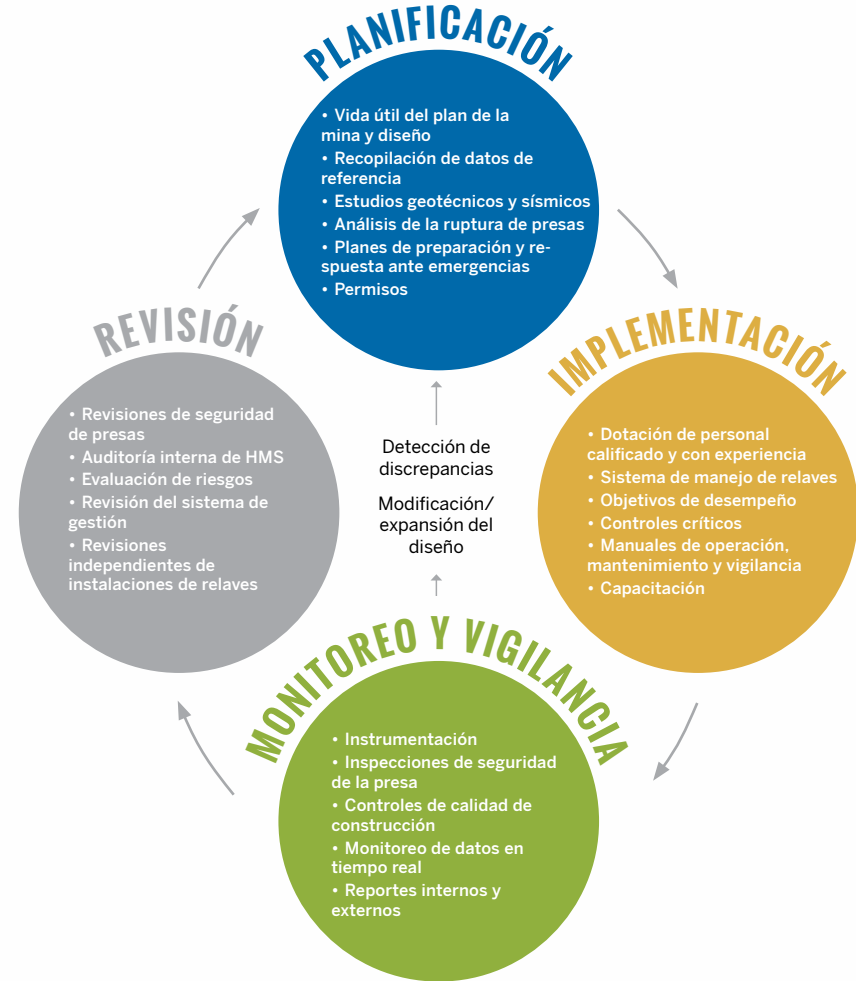 PLANIFICACIÓN
• Vida útil del plan de la
mina y diseño
• Recopilación de datos de
referencia
• Estudios geotécnicos y sísmicos
• Análisis de la ruptura de presas
• Planes de preparación y re-
spuesta ante emergencias
• Permisos
REVISIÓN
• Revisiones de seguridad
de presas
• Auditoría interna de HMS
• Evaluación de riesgos
• Revisión del sistema de
gestión
• Revisiones
independientes de
instalaciones de relaves
Detección de
discrepancias
Modificación/
expansión del
diseño
IMPLEMENTACIÓN
• Dotación de personal
calificado y con experiencia
• Sistema de manejo de relaves
• Objetivos de desempeño
• Controles críticos
• Manuales de operación,
mantenimiento y vigilancia
• Capacitación
MONITOREO Y VIGILANCIA
• Instrumentación
• Inspecciones de seguridad
de la presa
• Controles de calidad de
construcción
• Monitoreo de datos en
tiempo real
• Reportes internos y
externos